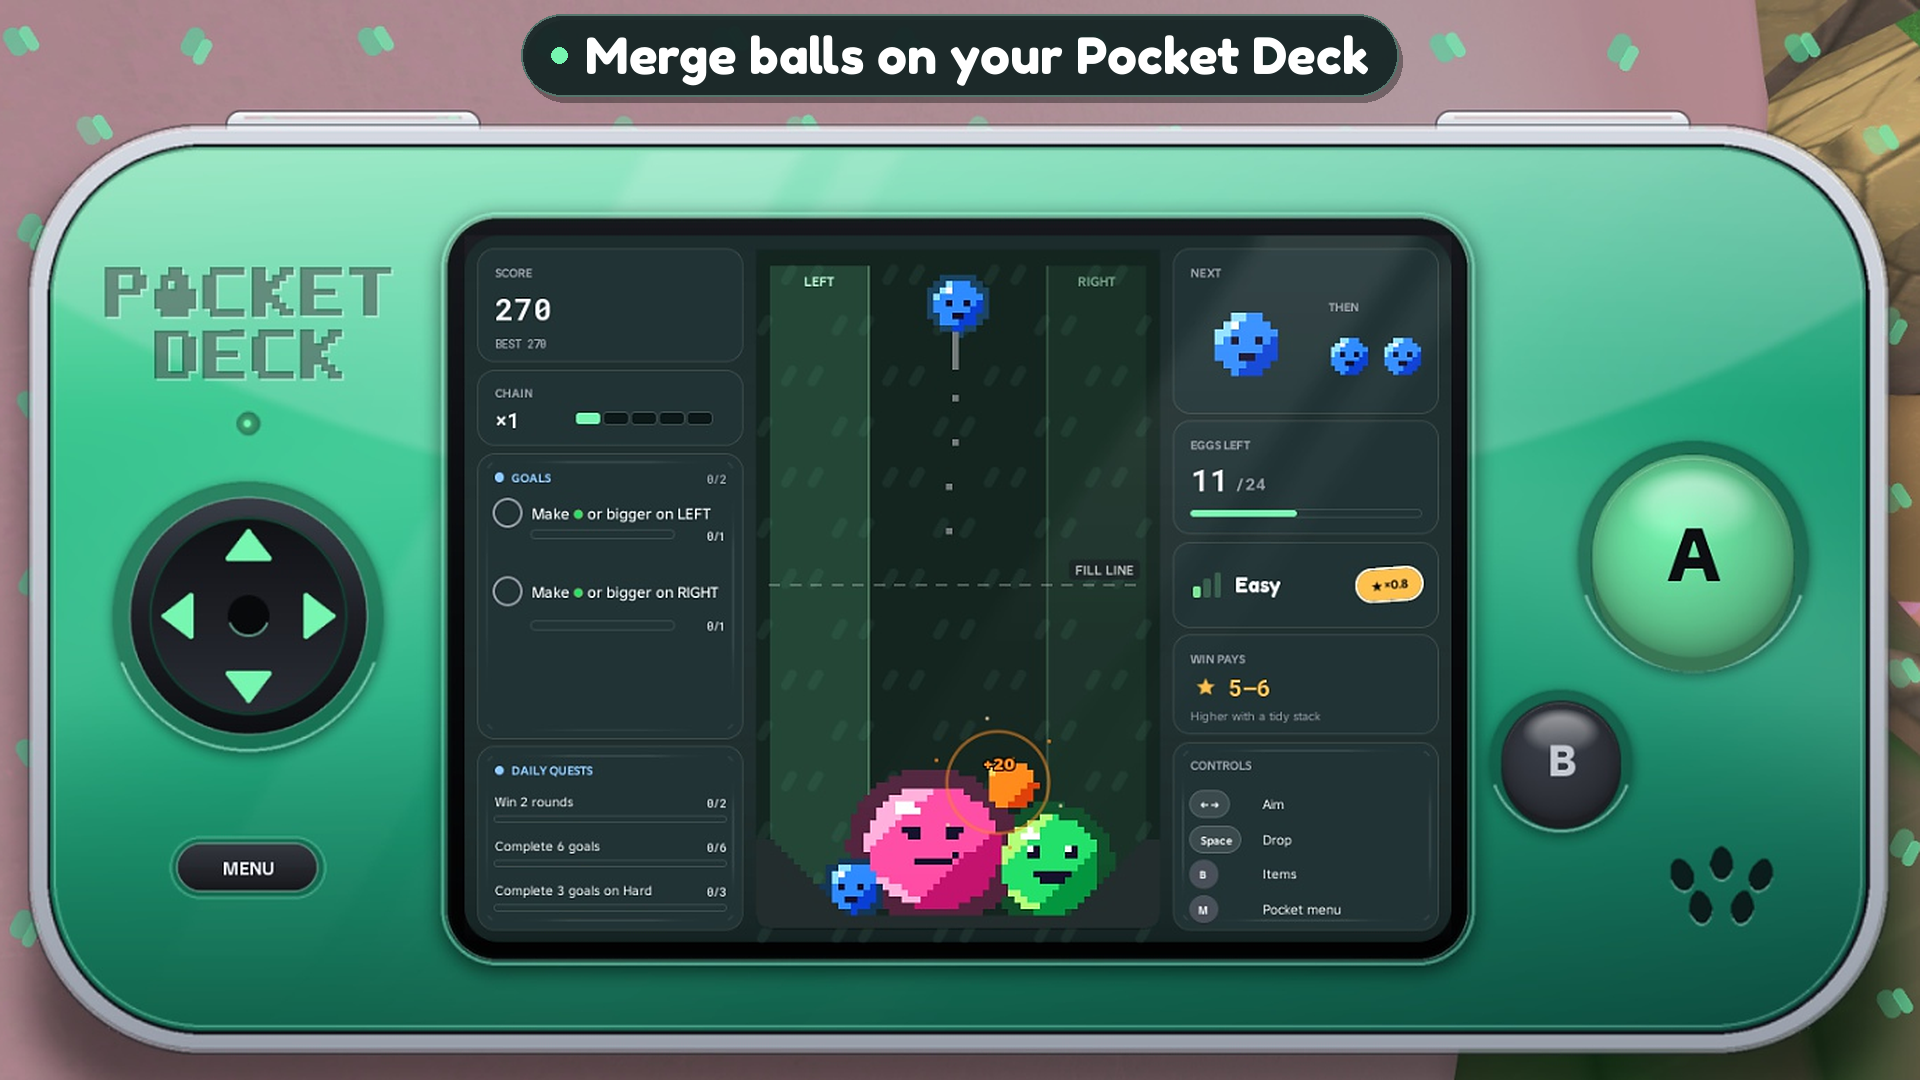 Merge balls on your Pocket Deck
POCKET
DECK
MENU
SCORE
270
BEST 270
CHAIN
×1
GOALS
0/2
Make or bigger on LEFT
0/1
Make or bigger on RIGHT
0/1
DAILY QUESTS
Win 2 rounds
0/2
Complete 6 goals
0/6
Complete 3 goals on Hard
0/3
LEFT
RIGHT
FILL LINE
+20
NEXT
THEN
EGGS LEFT
11 /24
Easy
★×0.8
WIN PAYS
★ 5–6
Higher with a tidy stack
CONTROLS
←→ Aim
Space Drop
B Items
M Pocket menu
A
B